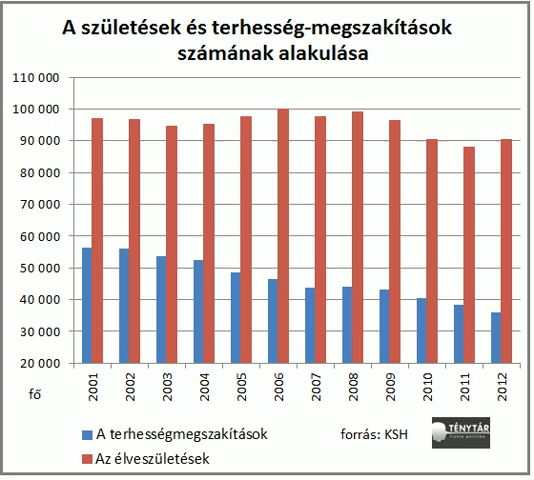 A születések és terhesség-megszakítások
számának alakulása
110 000
100 000
90 000
80 000
70 000
60 000
50 000
40 000
30 000
20 000
fő
2001
2002
2003
2004
2005
2006
2007
2008
2009
2010
2011
2012
A terhességmegszakítások
Az élveszületések
forrás: KSH
TÉNYTÁR
Tiszta politika